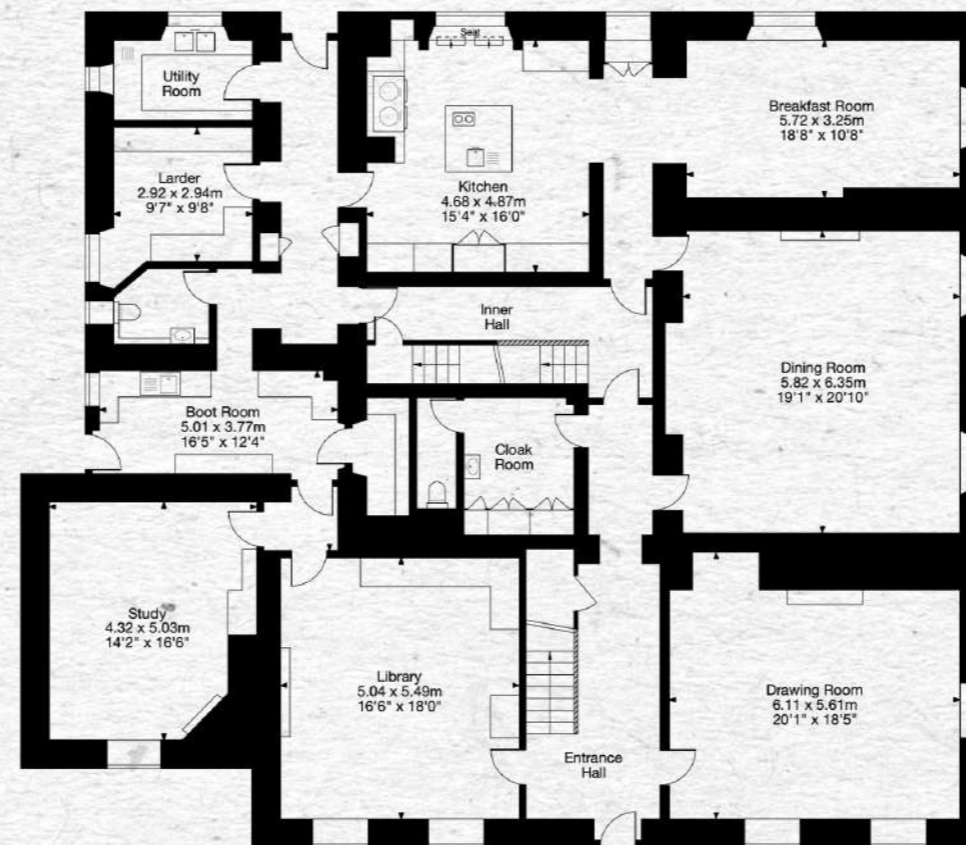 Seat
Utility
Room
Breakfast Room
5.72 x 3.25m
18'8" x 10'8"
Larder
2.92 x 2.94m
9'7" x 9'8"
Kitchen
4.68 x 4.87m
15'4" x 16'0"
Inner
Hall
Dining Room
5.82 x 6.35m
19'1" x 20'10"
Boot Room
5.01 x 3.77m
16'5" x 12'4"
Cloak
Room
Study
4.32 x 5.03m
14'2" x 16'6"
Library
5.04 x 5.49m
16'6" x 18'0"
Drawing Room
6.11 x 5.61m
20'1" x 18'5"
Entrance
Hall